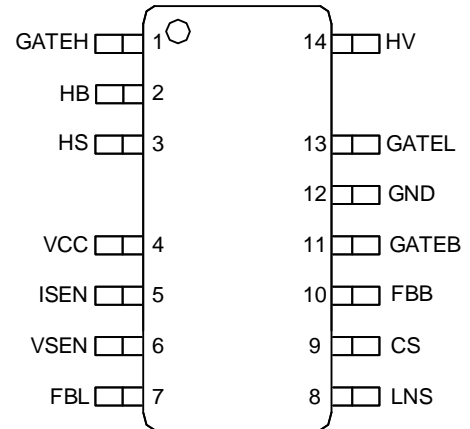 GATEH 1 14 HV
HB 2
HS 3 13 GATEL
12 GND
VCC 4 11 GATEB
ISEN 5 10 FBB
VSEN 6 9 CS
FBL 7 8 LNS